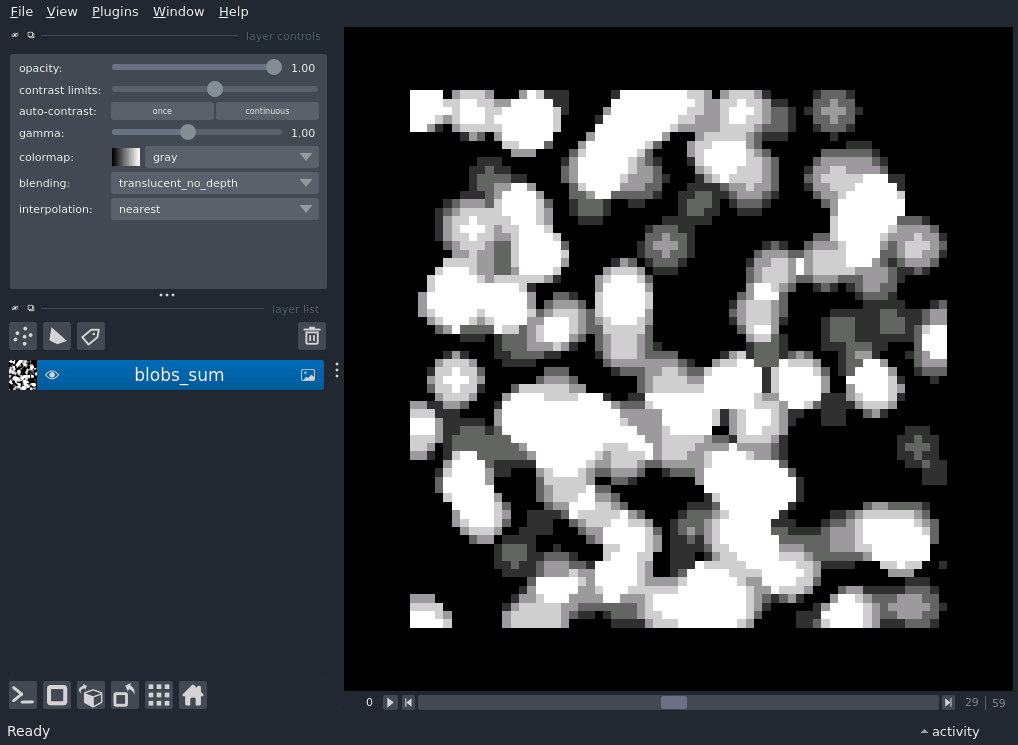 File View Plugins Window Help
layer controls
opacity: 1.00
contrast limits:
auto-contrast: once continuous
gamma: 1.00
colormap: gray
blending: translucent_no_depth
interpolation: nearest
layer list
blobs_sum
0 29 | 59
Ready activity